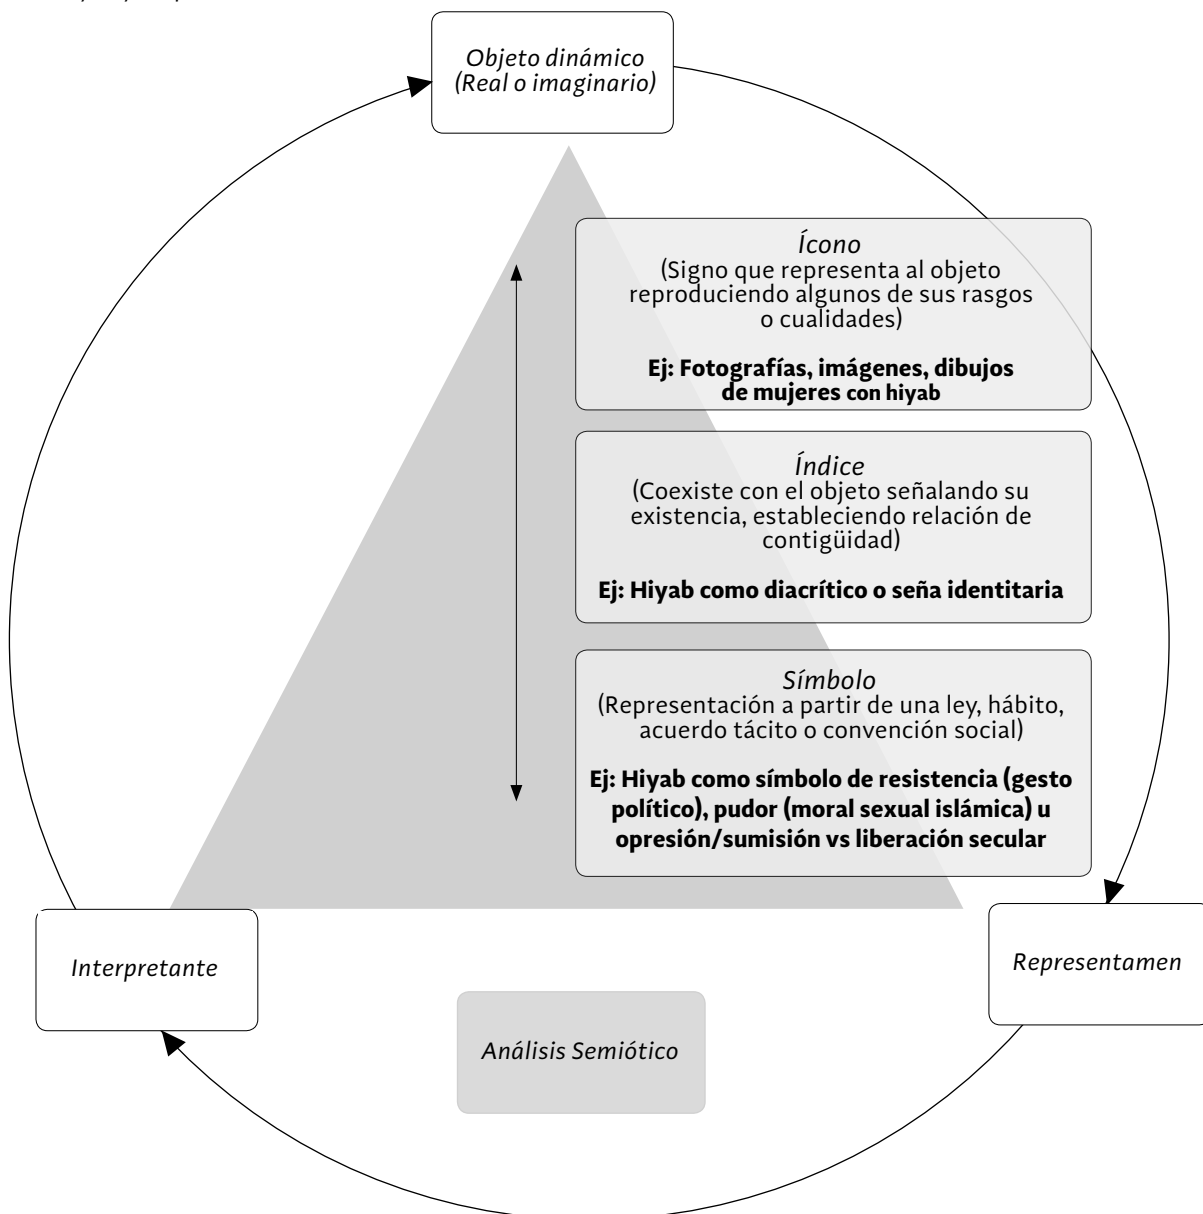 Objeto dinámico
(Real o imaginario)
Ícono
(Signo que representa al objeto
reproduciendo algunos de sus rasgos
o cualidades)
Ej: Fotografías, imágenes, dibujos
de mujeres con hiyab
Índice
(Coexiste con el objeto señalando su
existencia, estableciendo relación de
contigüidad)
Ej: Hiyab como diacrítico o seña identitaria
Símbolo
(Representación a partir de una ley, hábito,
acuerdo tácito o convención social)
Ej: Hiyab como símbolo de resistencia (gesto
político), pudor (moral sexual islámica) u
opresión/sumisión vs liberación secular
Interpretante
Representamen
Análisis Semiótico